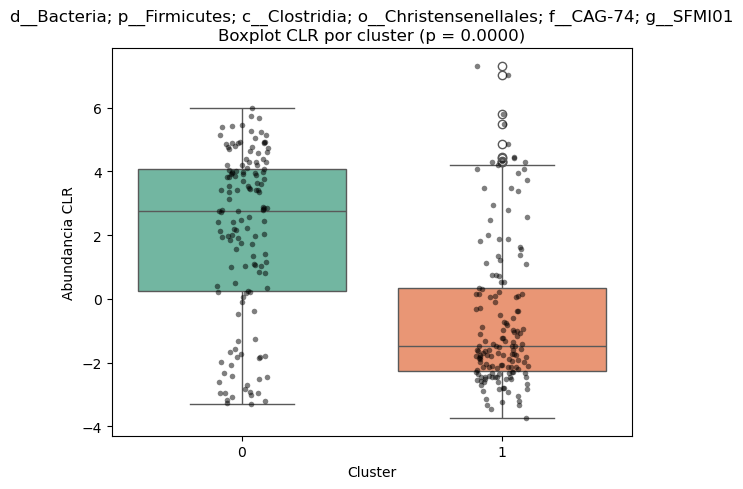 d__Bacteria; p__Firmicutes; c__Clostridia; o__Christensenellales; f__CAG-74; g__SFMI01
Boxplot CLR por cluster (p = 0.0000)
Abundancia CLR
6
4
2
0
−2
−4
0
1
Cluster